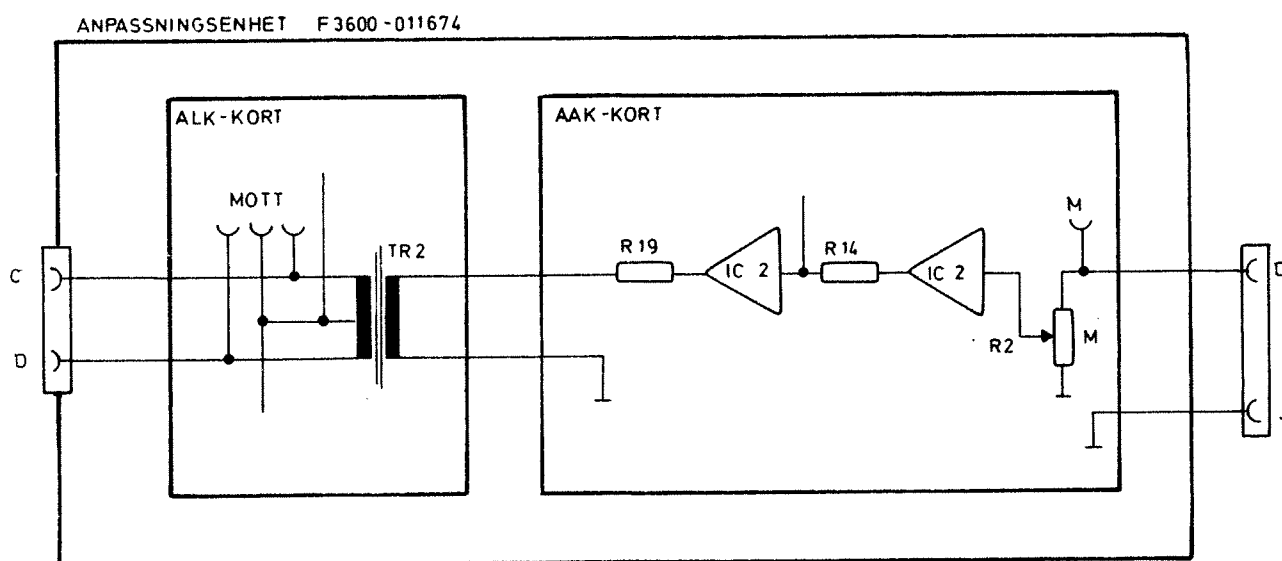 ANPASSNINGSENHET F3600-011674
ALK-KORT
AAK-KORT
MOTT
M
TR2
R19
IC 2
R14
IC 2
C
D
R2
M
D